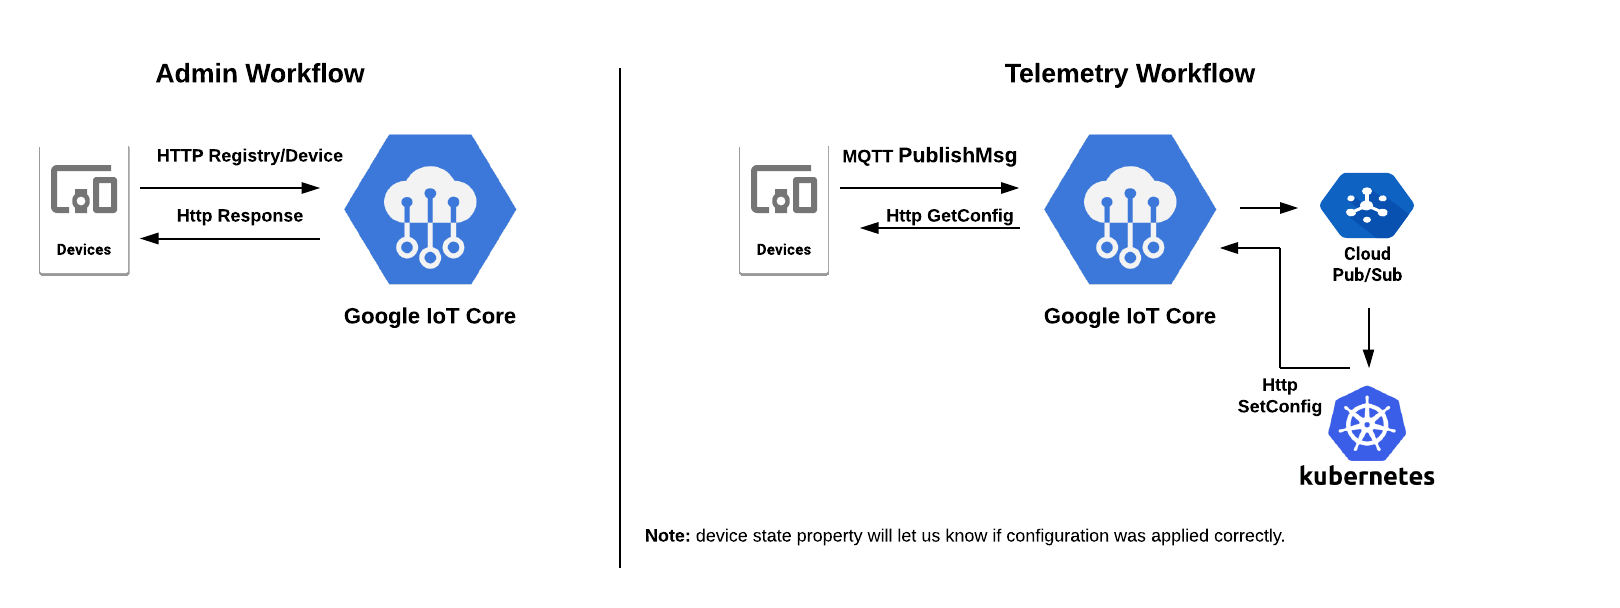 Admin Workflow
HTTP Registry/Device
Http Response
Devices
Google IoT Core
Telemetry Workflow
MQTT PublishMsg
Http GetConfig
Devices
Google IoT Core
Cloud
Pub/Sub
Http
SetConfig
kubernetes
Note: device state property will let us know if configuration was applied correctly.